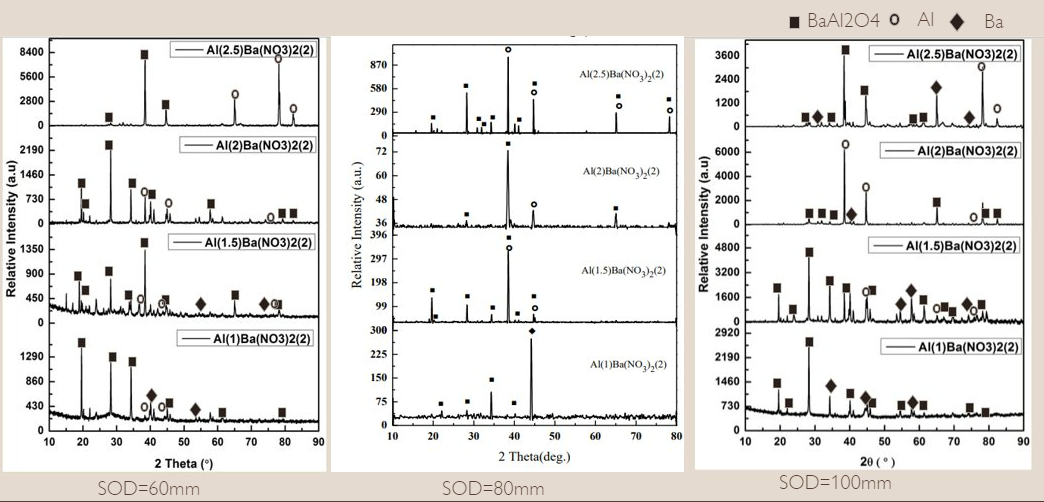 BaAl2O4 Al Ba
Al(2.5)Ba(NO3)2(2)
8400
5600
2800
0
Al(2)Ba(NO3)2(2)
2190
1460
730
0
Al(1.5)Ba(NO3)2(2)
1350
900
450
0
Al(1)Ba(NO3)2(2)
1290
860
430
0
10 20 30 40 50 60 70 80 90
2 Theta (°)
Relative Intensity (a.u)
SOD=60mm
Al(2.5)Ba(NO3)2(2)
870
580
290
0
Al(2)Ba(NO3)2(2)
72
60
48
36
Al(1.5)Ba(NO3)2(2)
396
297
198
99
Al(1)Ba(NO3)2(2)
300
225
150
75
0
10 20 30 40 50 60 70 80
2 Theta(deg.)
Relative Intensity (a.u.)
SOD=80mm
Al(2.5)Ba(NO3)2(2)
3600
2400
1200
0
Al(2)Ba(NO3)2(2)
6000
4000
2000
0
Al(1.5)Ba(NO3)2(2)
4800
3200
1600
0
Al(1)Ba(NO3)2(2)
2920
2190
1460
730
0
10 20 30 40 50 60 70 80 90
2θ ( ° )
Relative Intensity (a.u)
SOD=100mm